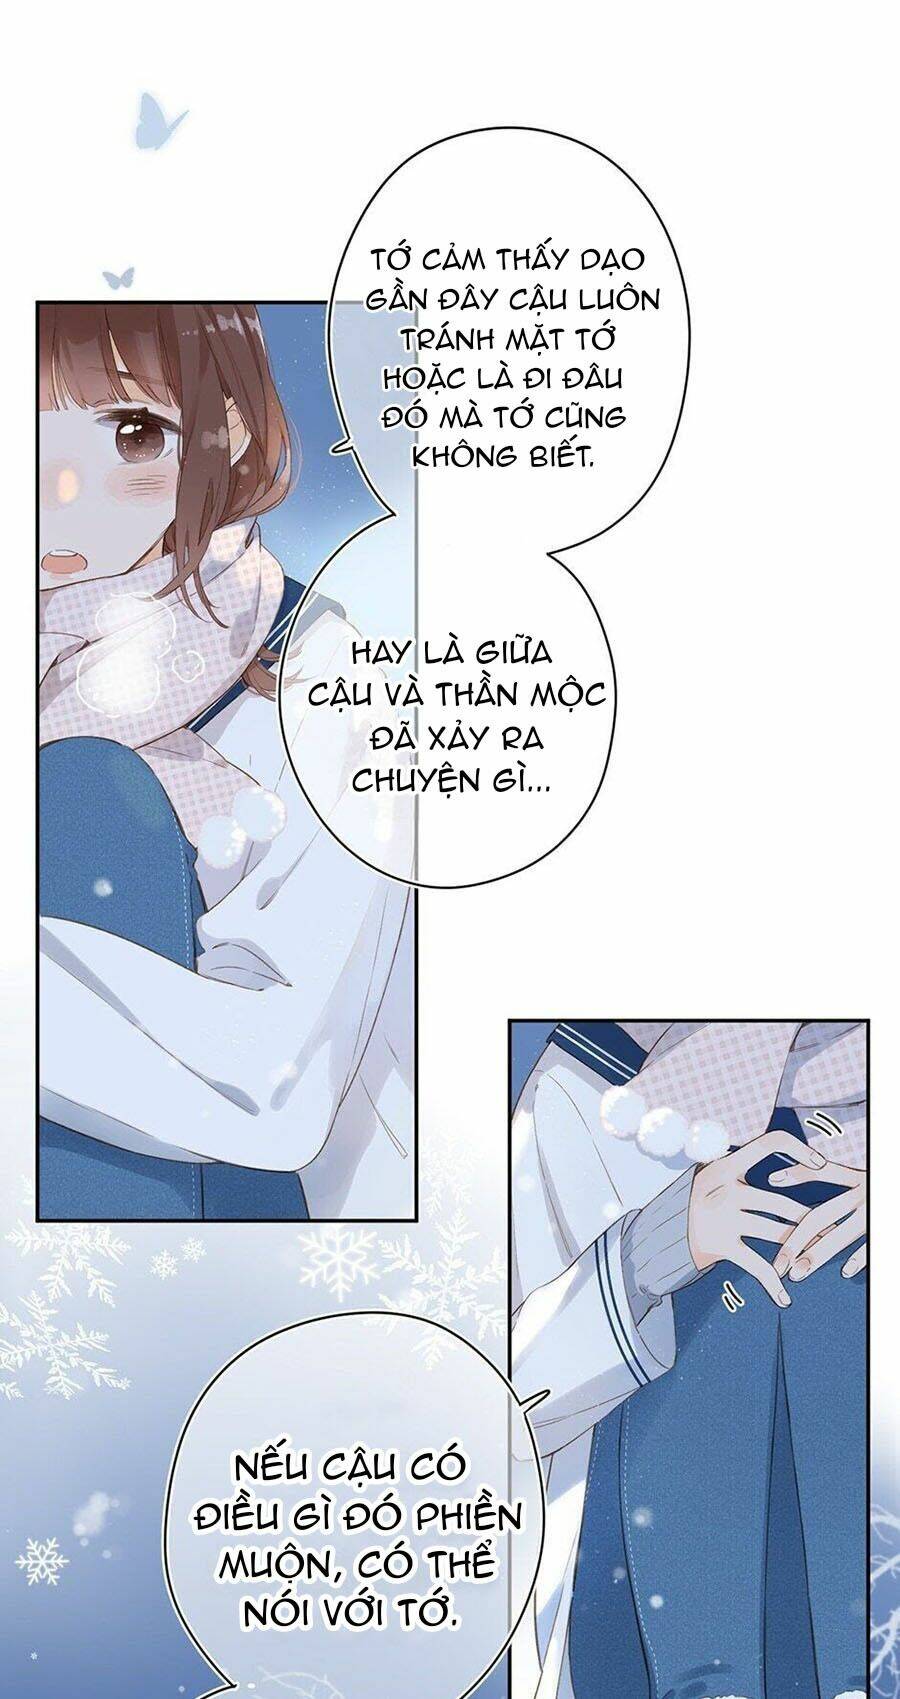 TỚ CẢM THẤY DẠO
GẦN ĐÂY CẬU LUÔN
TRÁNH MẶT TỚ
HOẶC LÀ ĐI ĐÂU
ĐÓ MÀ TỚ CŨNG
KHÔNG BIẾT.
HAY LÀ GIỮA
CẬU VÀ THẦN MỘC
ĐÃ XẢY RA
CHUYỆN GÌ...
NẾU CẬU CÓ
ĐIỀU GÌ ĐÓ PHIỀN
MUỘN, CÓ THỂ
NÓI VỚI TỚ.